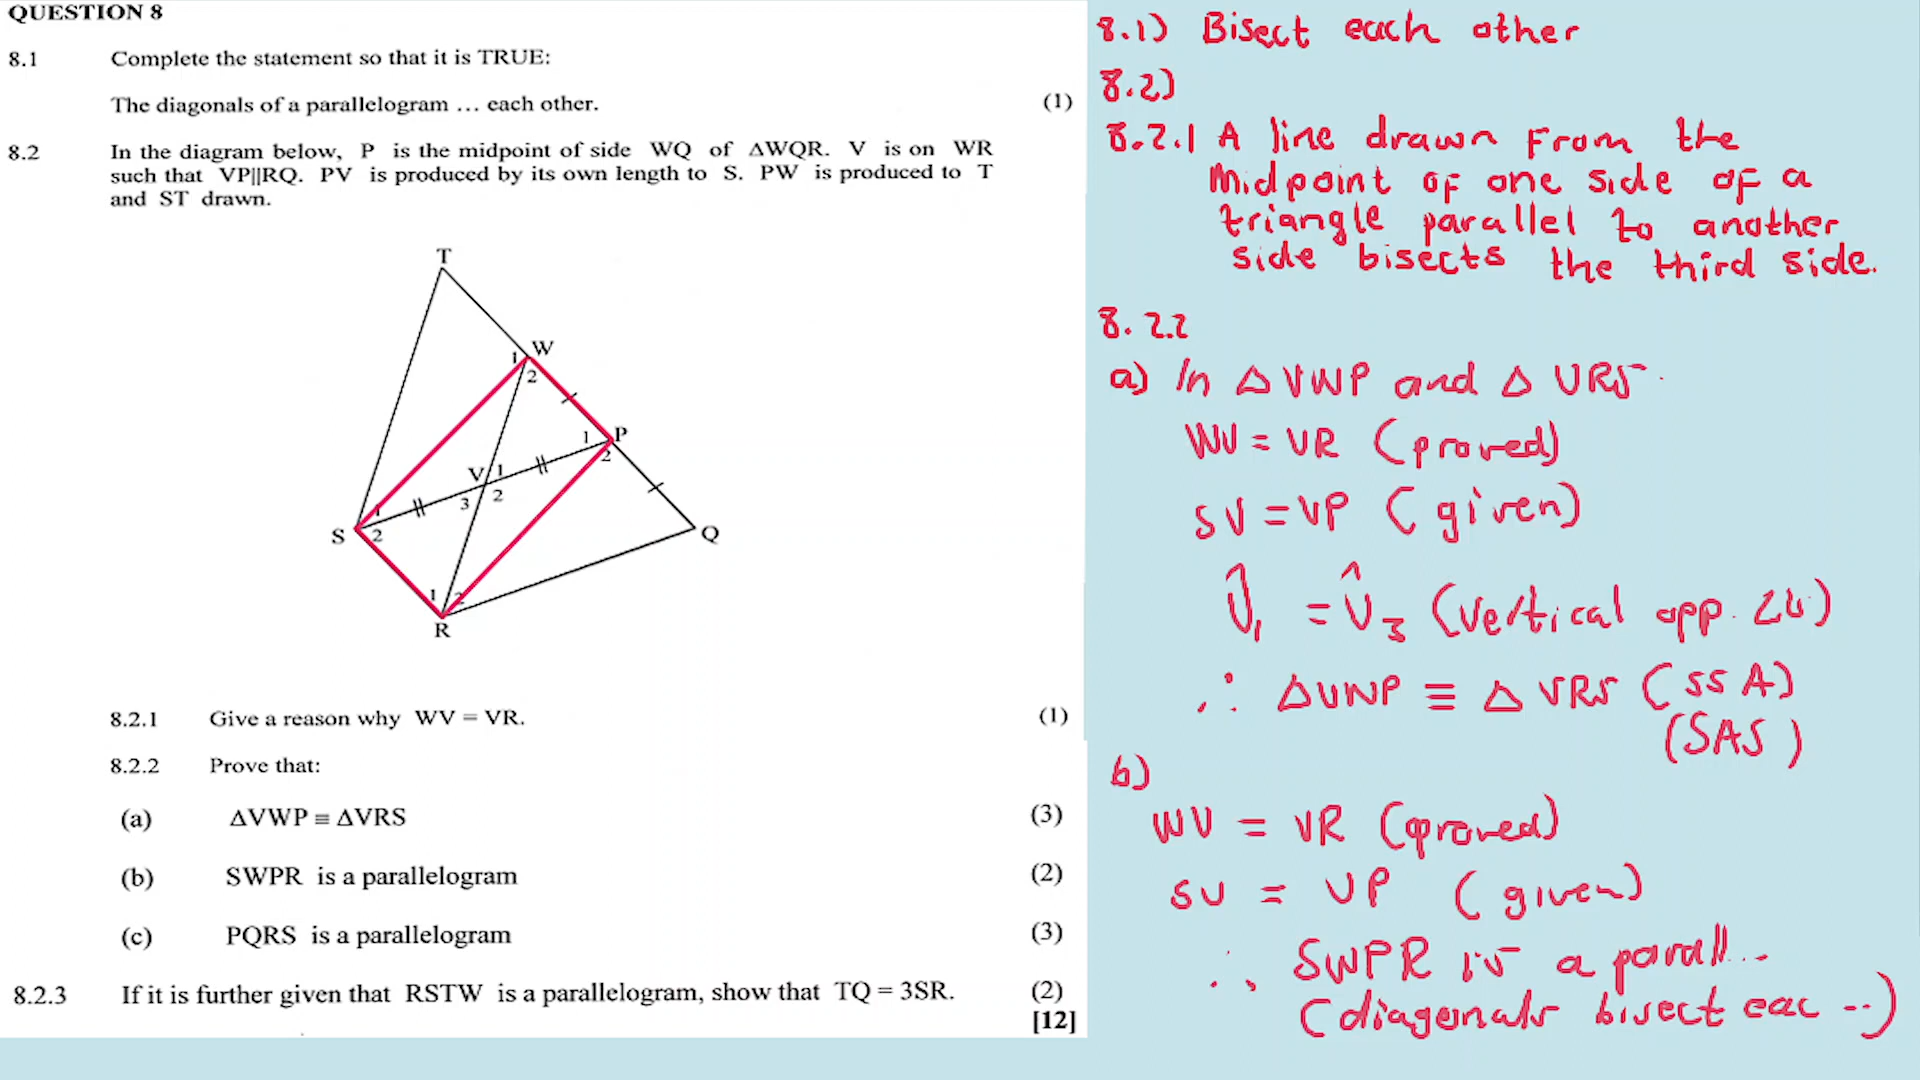 QUESTION 8
8.1 Complete the statement so that it is TRUE:
The diagonals of a parallelogram … each other. (1)
8.2 In the diagram below, P is the midpoint of side WQ of ΔWQR. V is on WR
such that VP||RQ. PV is produced by its own length to S. PW is produced to T
and ST drawn.
T
1 W
2
1 P
2
V 1
3 2
S 1
2
Q
1 2
R
8.2.1 Give a reason why WV = VR. (1)
8.2.2 Prove that:
(a) ΔVWP ≡ ΔVRS (3)
(b) SWPR is a parallelogram (2)
(c) PQRS is a parallelogram (3)
8.2.3 If it is further given that RSTW is a parallelogram, show that TQ = 3SR. (2)
[12]
8.1) Bisect each other
8.2)
8.2.1 A line drawn from the
midpoint of one side of a
triangle parallel to another
side bisects the third side.
8.2.2
a) In Δ VWP and Δ VRS
WV = VR (proved)
SV = VP (given)
V̂₁ = V̂₃ (vertical opp. ∠s)
∴ ΔVWP ≡ Δ VRS (SSA)
(SAS)
b)
WV = VR (proved)
SV = VP (given)
∴ SWPR is a parall...
(diagonals bisect eac --)